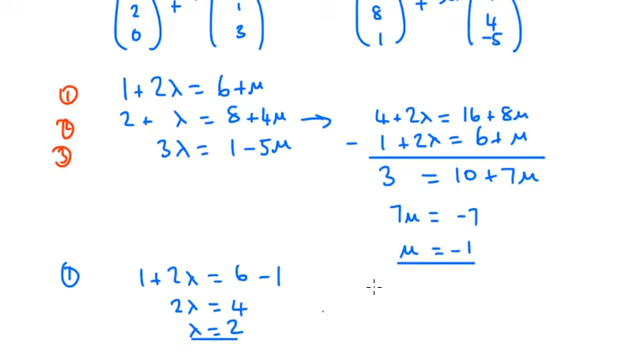 2 + 1 8 + 4
0 3 1 -5
① 1 + 2λ = 6 + μ
② 2 + λ = 8 + 4μ →
③ 3λ = 1 - 5μ
4 + 2λ = 16 + 8μ
- 1 + 2λ = 6 + μ
3 = 10 + 7μ
7μ = -7
μ = -1
① 1 + 2λ = 6 - 1
2λ = 4
λ = 2